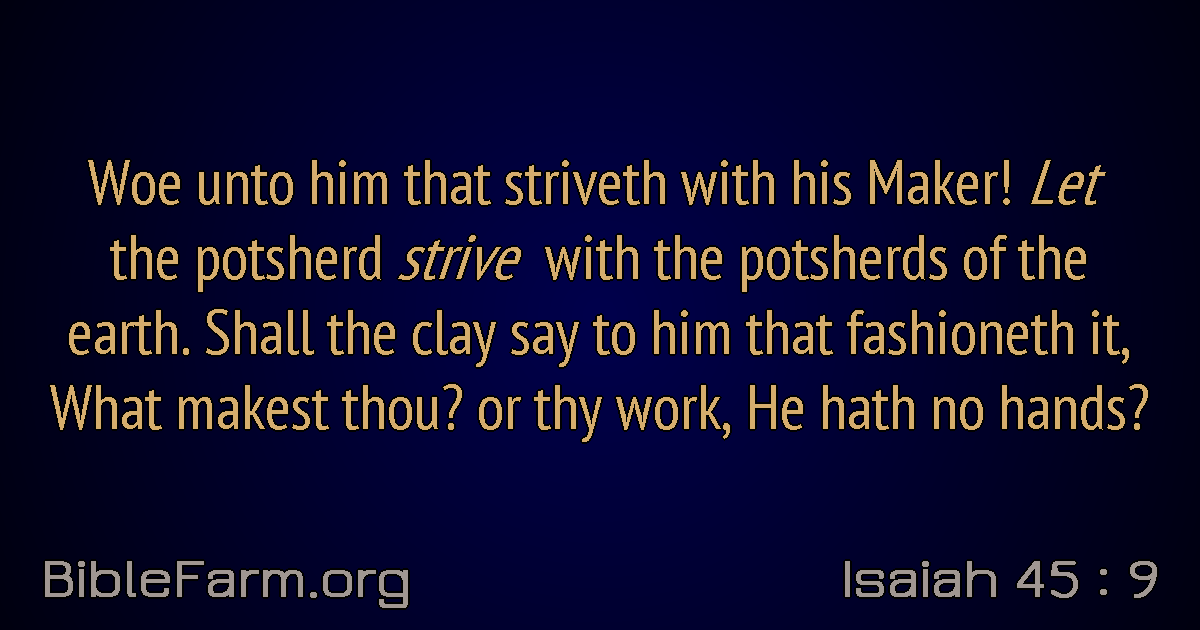 Woe unto him that striveth with his Maker! Let
the potsherd strive with the potsherds of the
earth. Shall the clay say to him that fashioneth it,
What makest thou? or thy work, He hath no hands?
BibleFarm.org
Isaiah 45 : 9